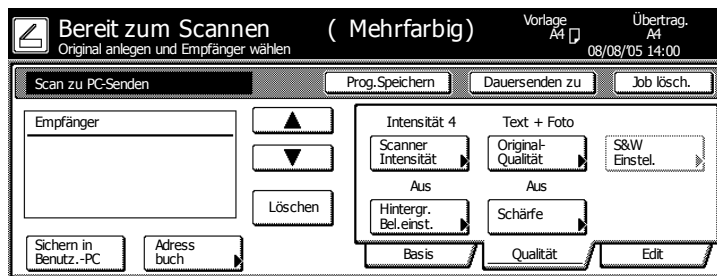 Bereit zum Scannen ( Mehrfarbig)
Original anlegen und Empfänger wählen
Vorlage
A4
Übertrag.
A4
08/08/'05 14:00
Scan zu PC-Senden
Prog.Speichern
Dauersenden zu
Job lösch.
Empfänger
Löschen
Sichern in
Benutz.-PC
Adress
buch
Intensität 4
Scanner
Intensität
Text + Foto
Original-
Qualität
S&W
Einstel.
Aus
Hintergr.
Bel.einst.
Aus
Schärfe
Basis
Qualität
Edit